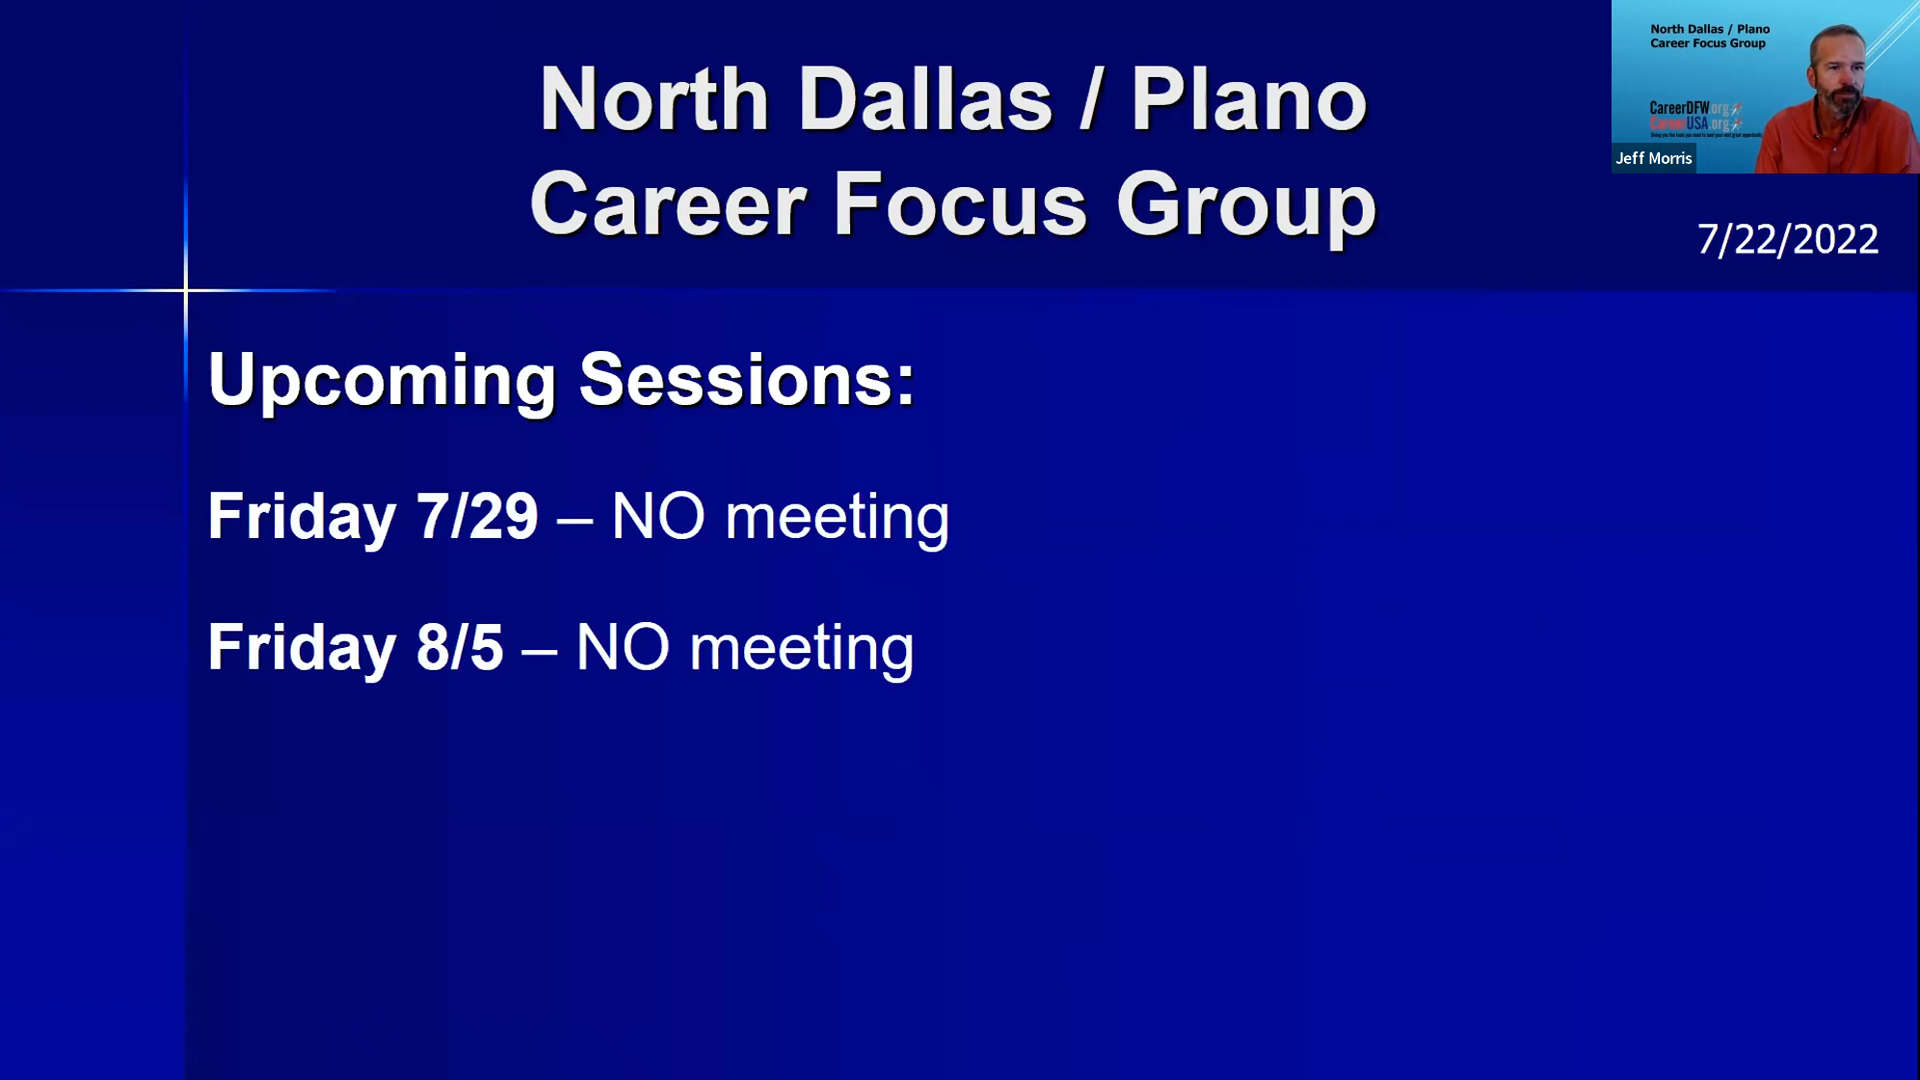 North Dallas / Plano
Career Focus Group
North Dallas / Plano
Career Focus Group
CareerDFW.org
CareerUSA.org
Jeff Morris
7/22/2022
Upcoming Sessions:
Friday 7/29 – NO meeting
Friday 8/5 – NO meeting